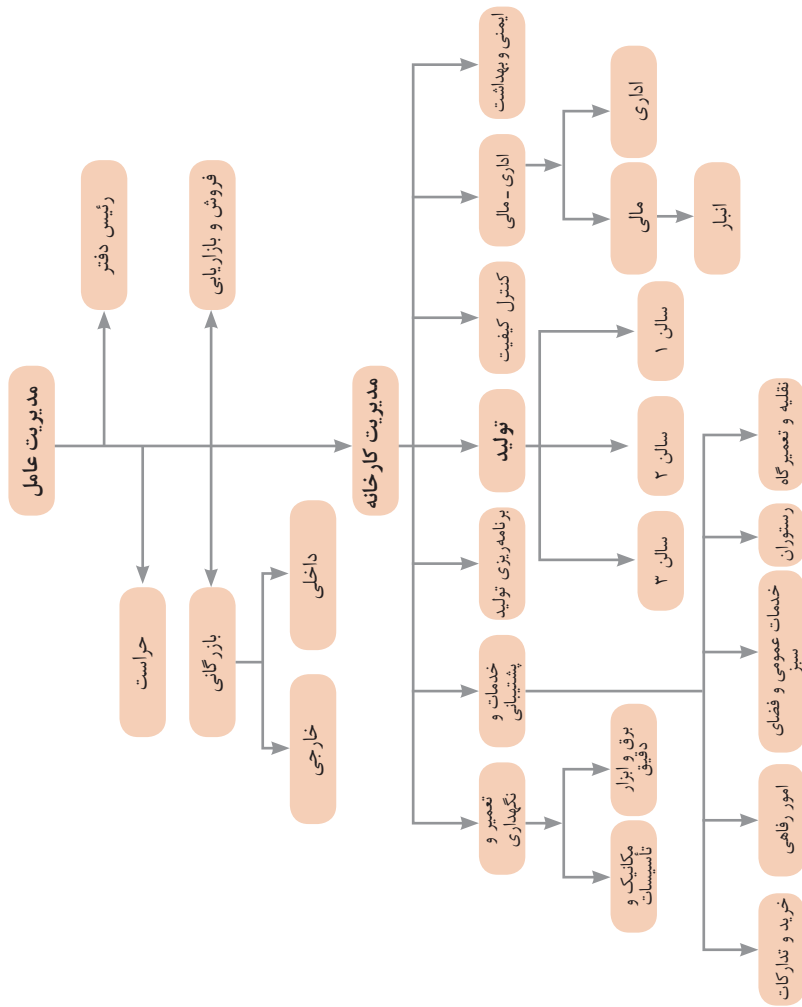 مدیریت عامل
رئیس دفتر
حراست
فروش و بازاریابی
بازرگانی
داخلی
خارجی
مدیریت کارخانه
ایمنی و بهداشت
اداری - مالی
کنترل کیفیت
تولید
برنامه‌ریزی تولید
خدمات و
پشتیبانی
تعمیر و
نگهداری
اداری
مالی
انبار
سالن ۱
سالن ۲
سالن ۳
برق و ابزار
دقیق
مکانیک و
تأسیسات
نقلیه و تعمیرگاه
رستوران
خدمات عمومی و فضای
سبز
امور رفاهی
خرید و تدارکات